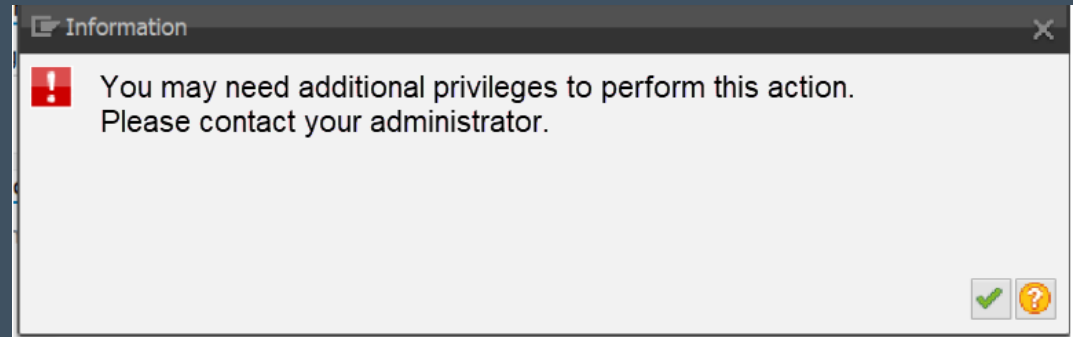 Information
You may need additional privileges to perform this action.
Please contact your administrator.